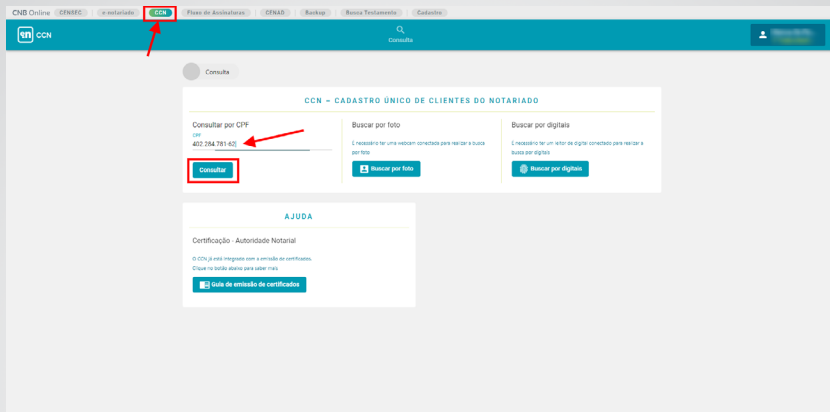 CNB Online CENSEC e-notariado CCN Fluxo de Assinaturas CENAD Backup Busca Testamento Cadastro
CCN
Consulta
Consulta
CCN – CADASTRO ÚNICO DE CLIENTES DO NOTARIADO
Consultar por CPF
CPF
402.284.781-62
Consultar
Buscar por foto
É necessário ter uma webcam conectada para realizar a busca
por foto
Buscar por foto
Buscar por digitais
É necessário ter um leitor de digital conectado para realizar a
busca por digitais
Buscar por digitais
AJUDA
Certificação - Autoridade Notarial
O CCN já está integrado com a emissão de certificados.
Clique no botão abaixo para saber mais
Guia de emissão de certificados